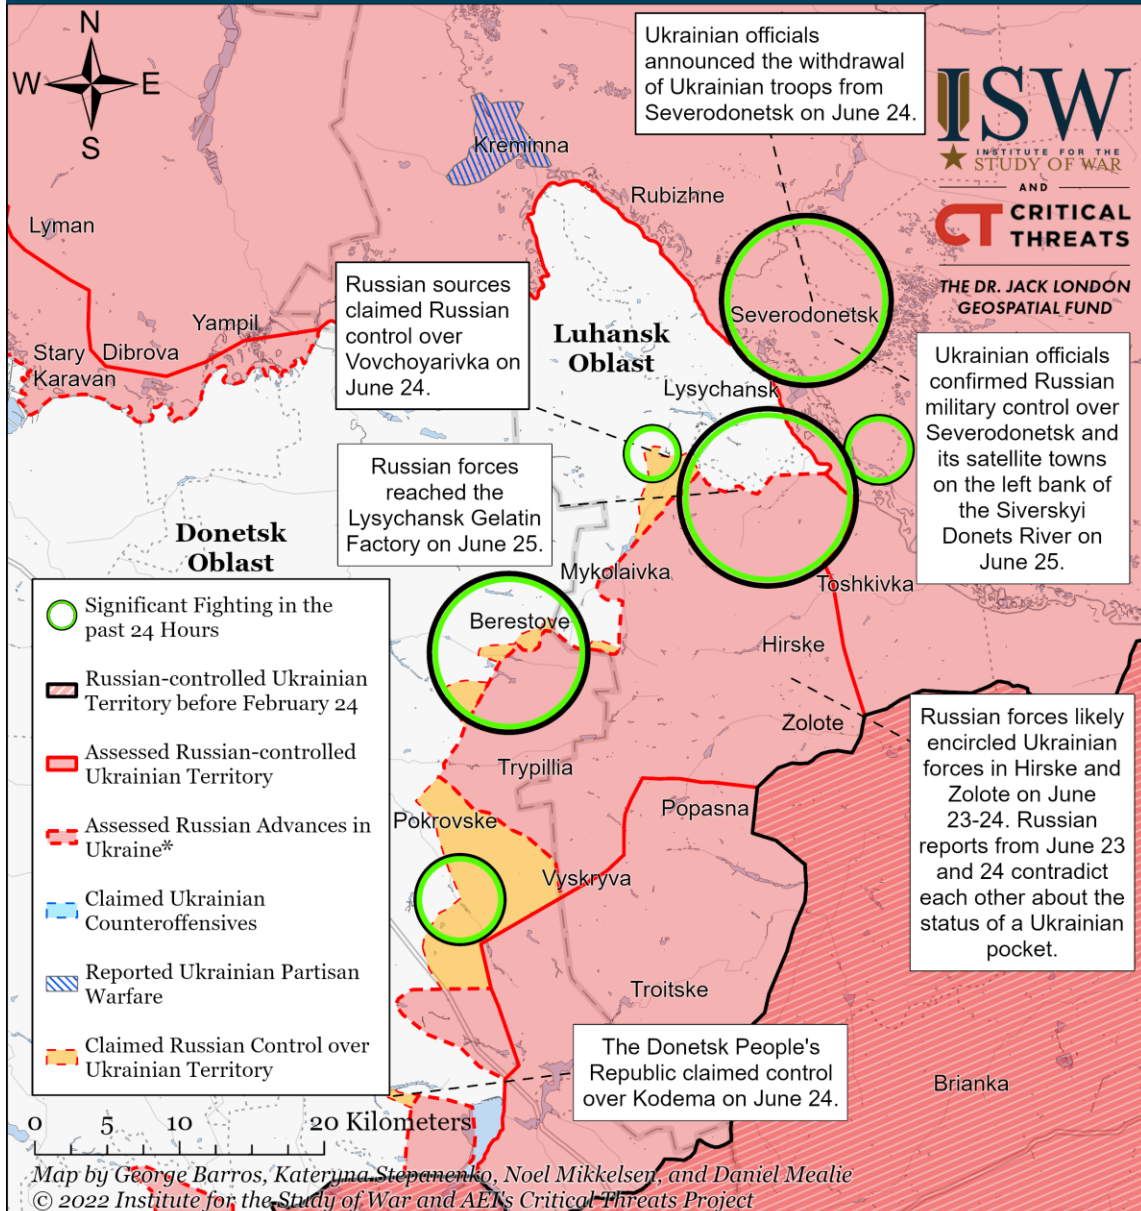 N
W E
S
Ukrainian officials
announced the withdrawal
of Ukrainian troops from
Severodonetsk on June 24.
ISW
INSTITUTE FOR THE
STUDY OF WAR
AND
CT CRITICAL
THREATS
THE DR. JACK LONDON
GEOSPATIAL FUND
Kreminna
Rubizhne
Lyman
Russian sources
claimed Russian
control over
Vovchoyarivka on
June 24.
Severodonetsk
Yampil
Luhansk
Oblast
Stary
Karavan
Dibrova
Lysychansk
Ukrainian officials
confirmed Russian
military control over
Severodonetsk and
its satellite towns
on the left bank of
the Siverskyi
Donets River on
June 25.
Russian forces
reached the
Lysychansk Gelatin
Factory on June 25.
Donetsk
Oblast
Mykolaivka
Toshkivka
Berestove
Hirske
Zolote
Trypillia
Popasna
Pokrovske
Vyskryva
Russian forces likely
encircled Ukrainian
forces in Hirske and
Zolote on June
23-24. Russian
reports from June 23
and 24 contradict
each other about the
status of a Ukrainian
pocket.
Troitske
Brianka
The Donetsk People's
Republic claimed control
over Kodema on June 24.
Significant Fighting in the
past 24 Hours
Russian-controlled Ukrainian
Territory before February 24
Assessed Russian-controlled
Ukrainian Territory
Assessed Russian Advances in
Ukraine*
Claimed Ukrainian
Counteroffensives
Reported Ukrainian Partisan
Warfare
Claimed Russian Control over
Ukrainian Territory
0 5 10 20 Kilometers
Map by George Barros, Kateryna Stepanenko, Noel Mikkelsen, and Daniel Mealie
© 2022 Institute for the Study of War and AEI's Critical Threats Project